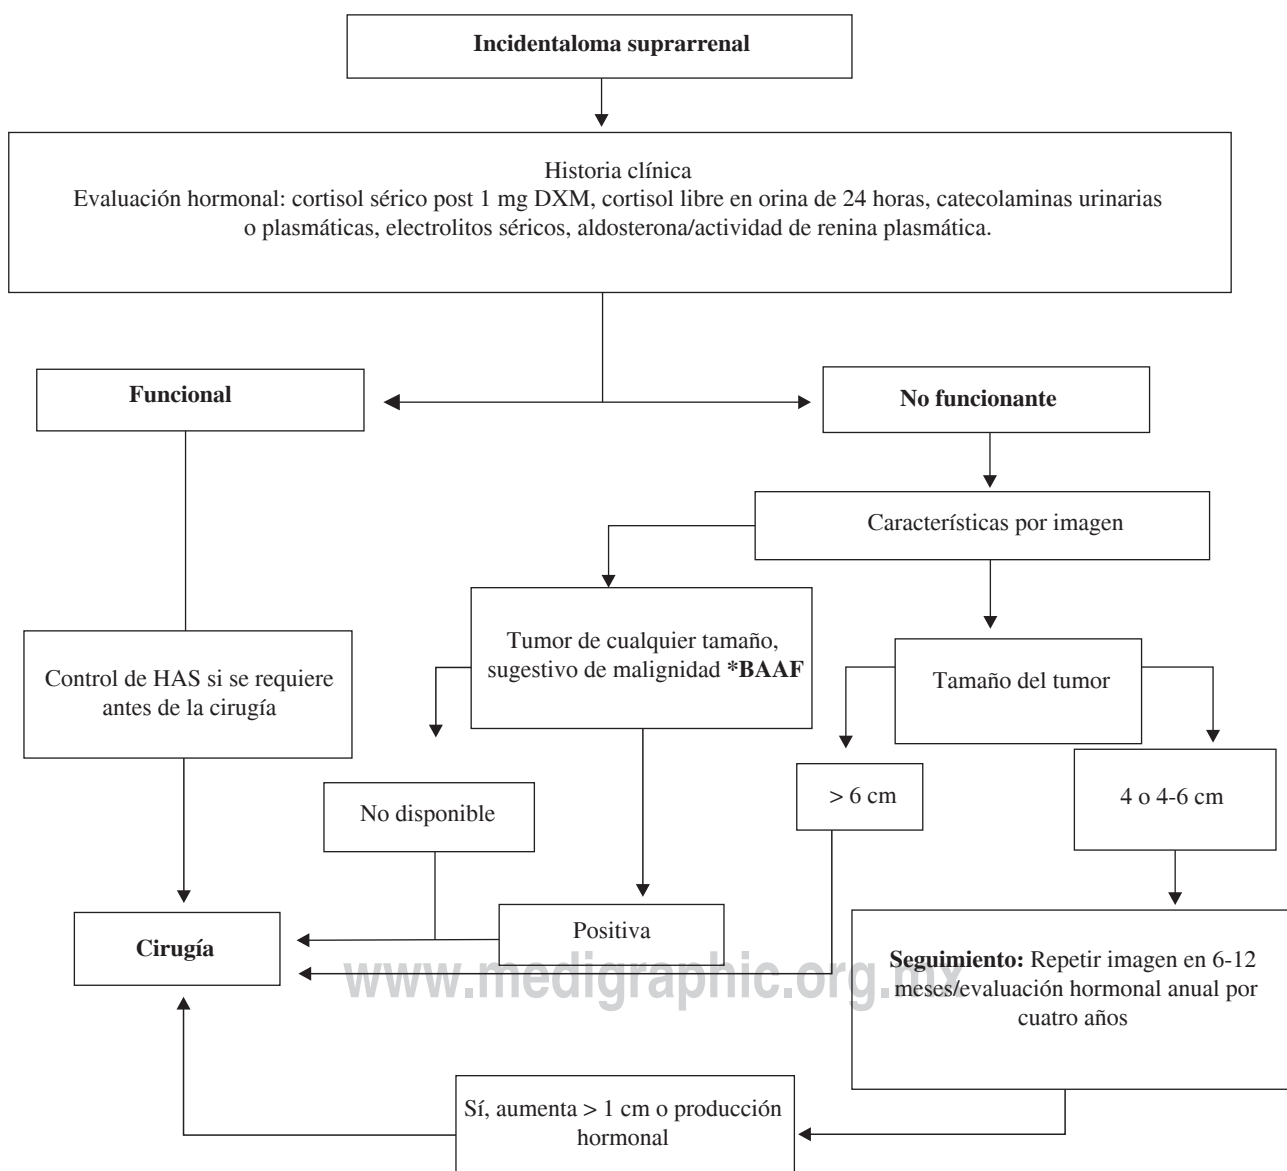 Incidentaloma suprarrenal
Historia clínica
Evaluación hormonal: cortisol sérico post 1 mg DXM, cortisol libre en orina de 24 horas, catecolaminas urinarias
o plasmáticas, electrolitos séricos, aldosterona/actividad de renina plasmática.
Funcional
No funcionante
Características por imagen
Tumor de cualquier tamaño,
sugestivo de malignidad *BAAF
Tamaño del tumor
Control de HAS si se requiere
antes de la cirugía
No disponible
> 6 cm
4 o 4-6 cm
Cirugía
Positiva
Seguimiento: Repetir imagen en 6-12
meses/evaluación hormonal anual por
cuatro años
www.medigraphic.org.mx
Sí, aumenta > 1 cm o producción
hormonal